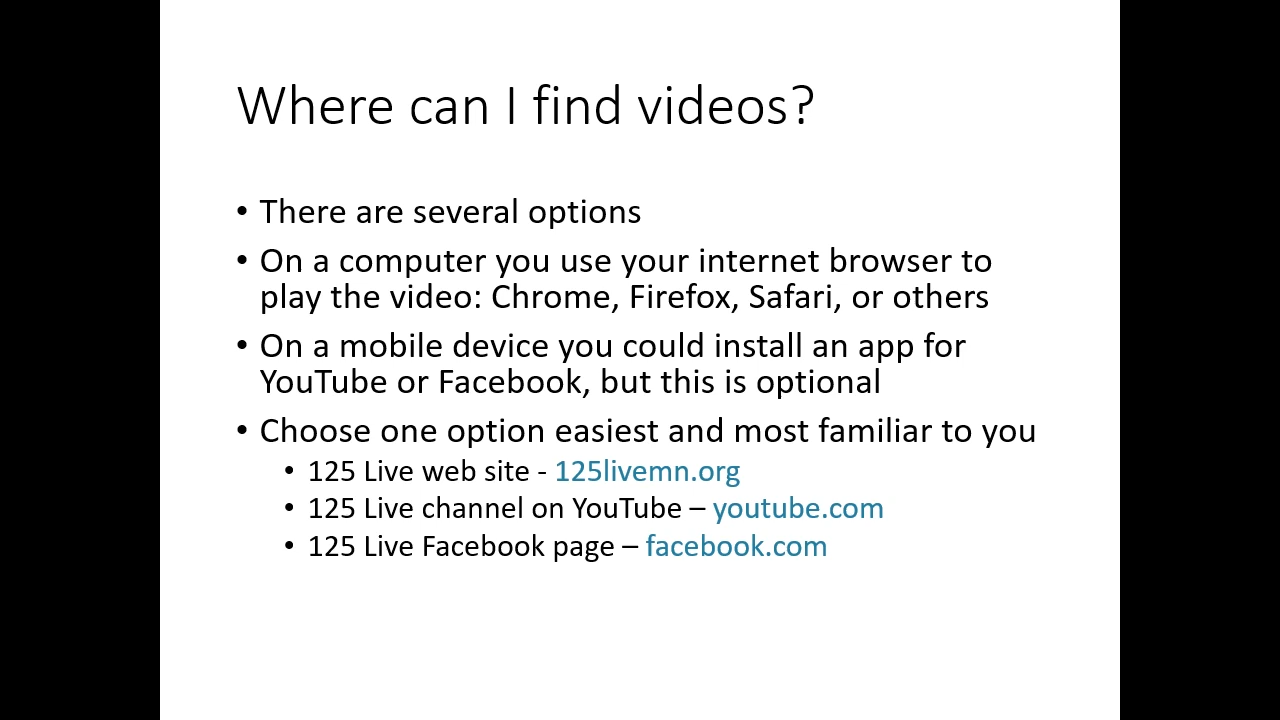 Where can I find videos?
• There are several options
• On a computer you use your internet browser to
play the video: Chrome, Firefox, Safari, or others
• On a mobile device you could install an app for
YouTube or Facebook, but this is optional
• Choose one option easiest and most familiar to you
• 125 Live web site - 125livemn.org
• 125 Live channel on YouTube – youtube.com
• 125 Live Facebook page – facebook.com